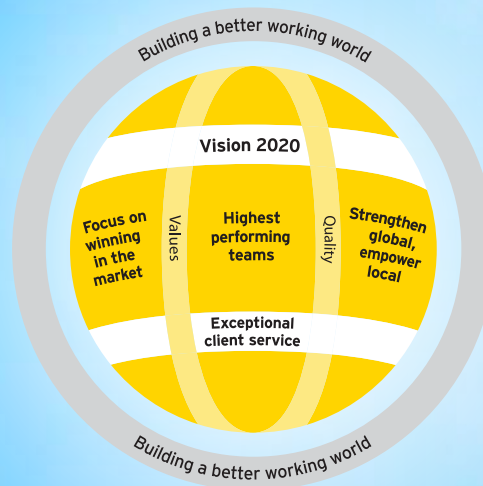 Building a better working world
Vision 2020
Focus on
winning
in the
market
Values
Highest
performing
teams
Quality
Strengthen
global,
empower
local
Exceptional
client service
Building a better working world